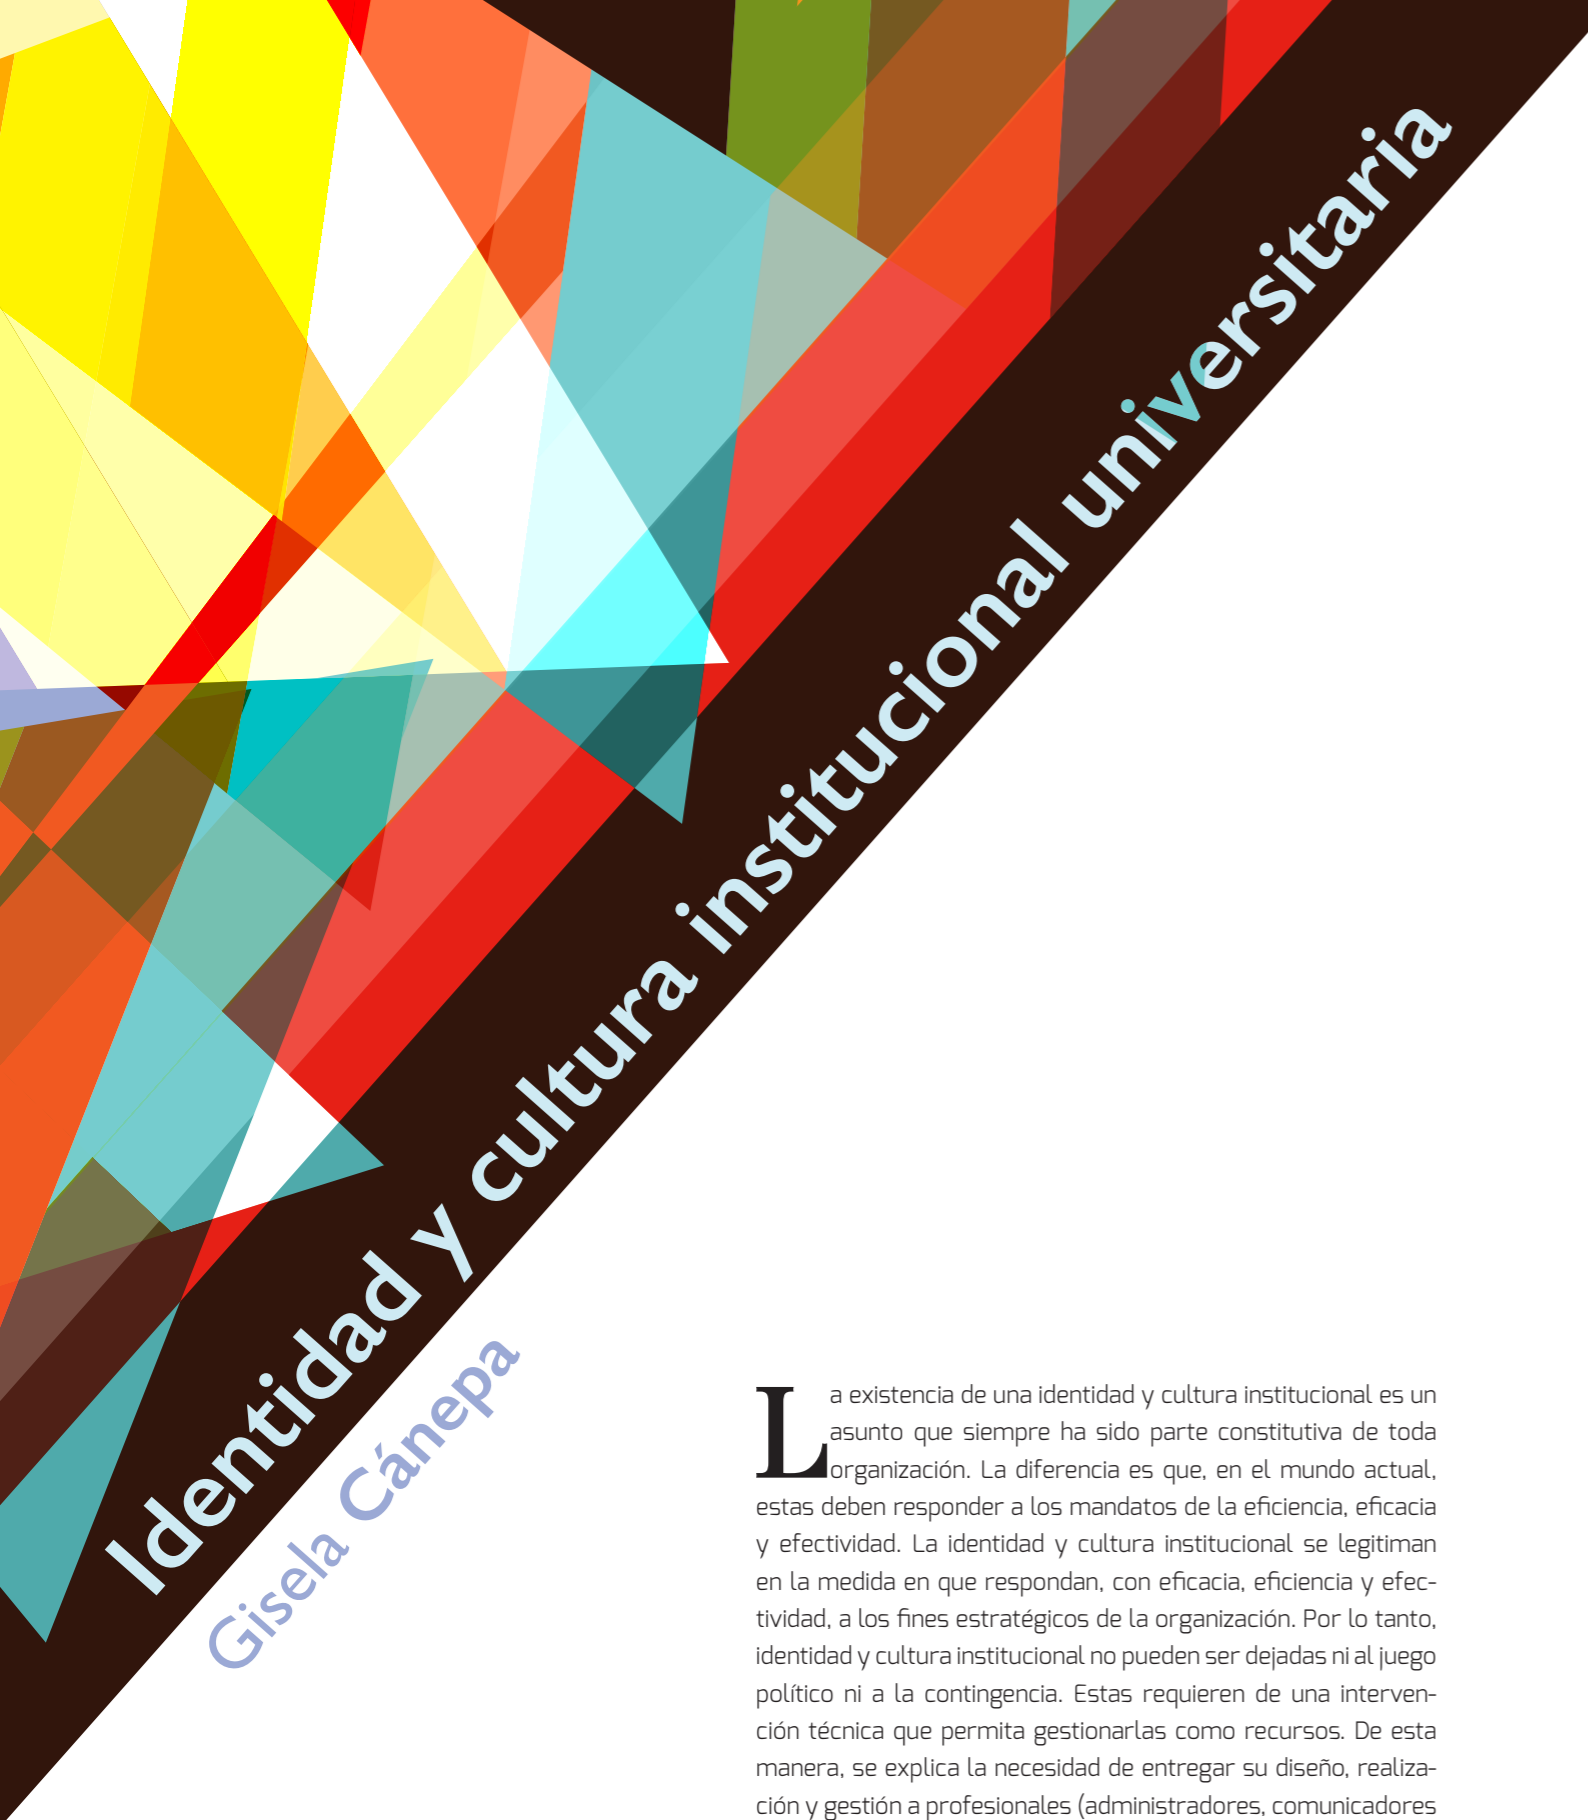 Identidad y cultura institucional universitaria
Gisela Cánepa
La existencia de una identidad y cultura institucional es un
asunto que siempre ha sido parte constitutiva de toda
organización. La diferencia es que, en el mundo actual,
estas deben responder a los mandatos de la eficiencia, eficacia
y efectividad. La identidad y cultura institucional se legitiman
en la medida en que respondan, con eficacia, eficiencia y efec-
tividad, a los fines estratégicos de la organización. Por lo tanto,
identidad y cultura institucional no pueden ser dejadas ni al juego
político ni a la contingencia. Estas requieren de una interven-
ción técnica que permita gestionarlas como recursos. De esta
manera, se explica la necesidad de entregar su diseño, realiza-
ción y gestión a profesionales (administradores, comunicadores